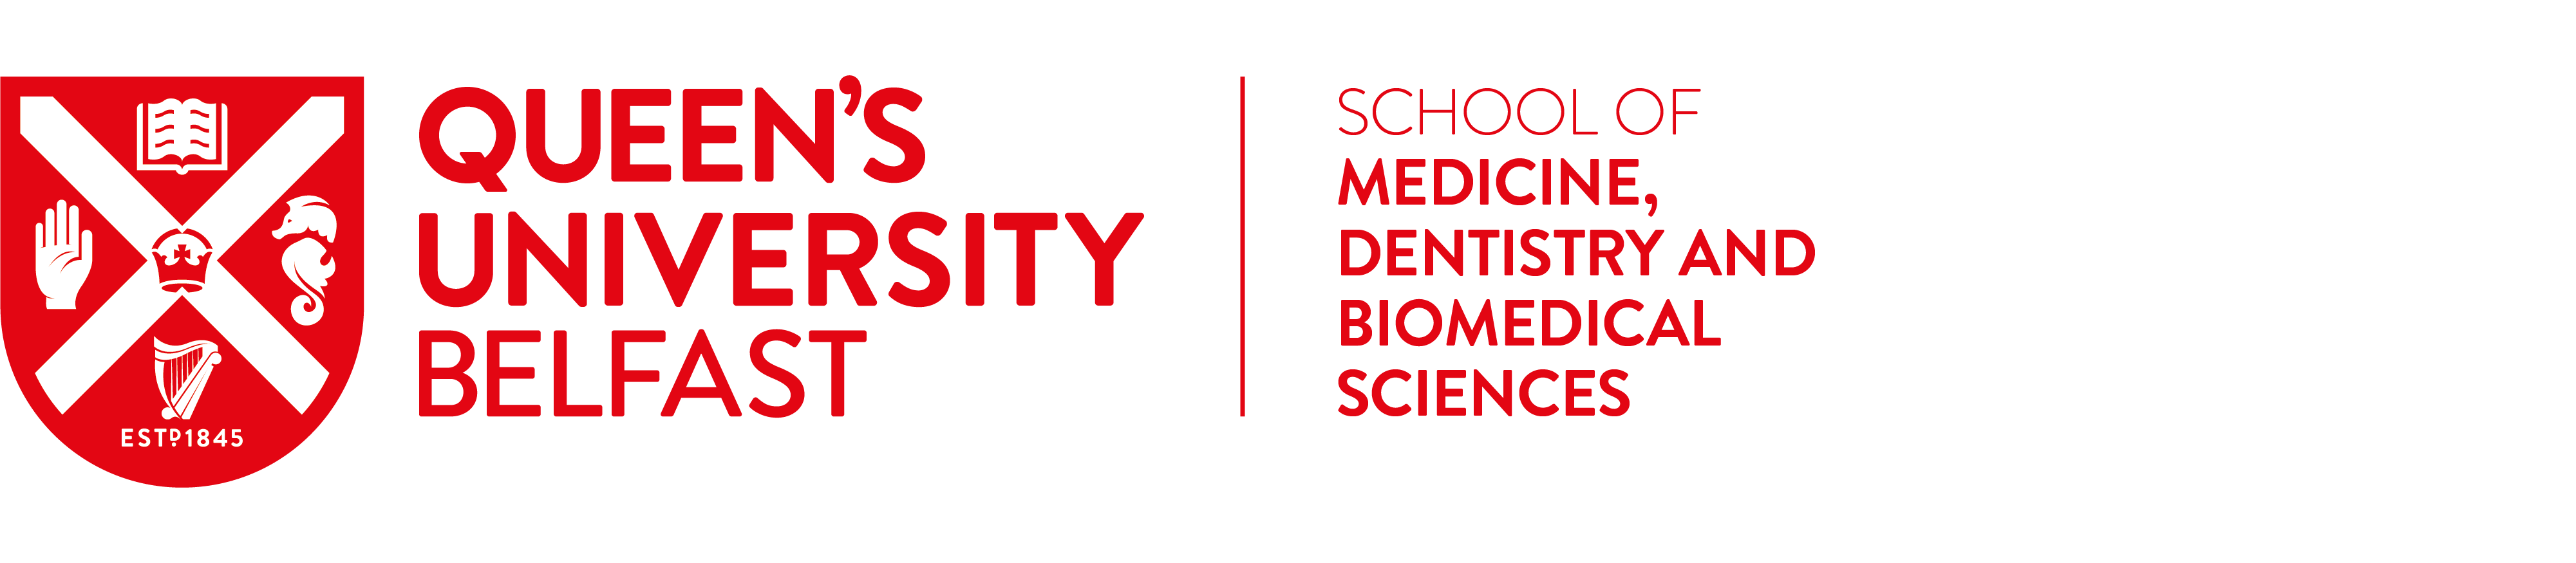 QUEEN'S
UNIVERSITY
BELFAST
ESTD 1845
SCHOOL OF
MEDICINE,
DENTISTRY AND
BIOMEDICAL
SCIENCES